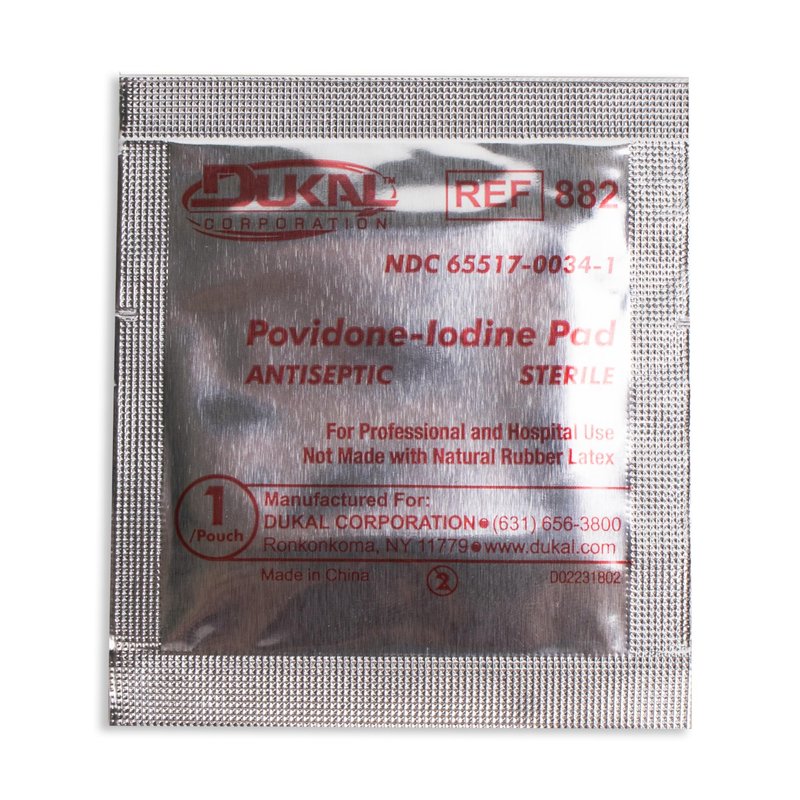 DUKAL™
CORPORATION
REF 882
NDC 65517-0034-1
Povidone-Iodine Pad
ANTISEPTIC STERILE
For Professional and Hospital Use
Not Made with Natural Rubber Latex
1
/Pouch
Manufactured For:
DUKAL CORPORATION • (631) 656-3800
Ronkonkoma, NY 11779 • www.dukal.com
Made in China 2 D02231802